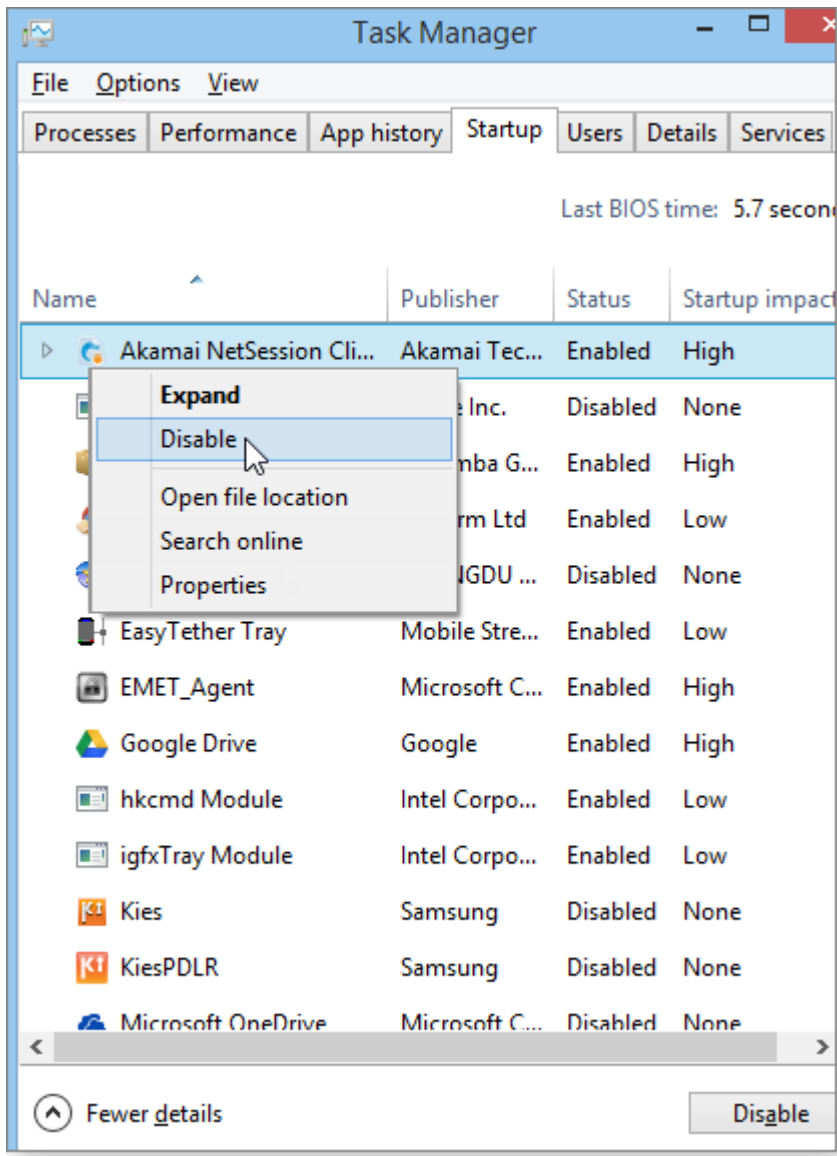 Task Manager
File Options View
Processes Performance App history Startup Users Details Services
Last BIOS time: 5.7
Name Publisher Status Startup impact
Akamai NetSession Cli... Akamai Tec... Enabled High
Expand
Inc. Disabled None
Disable
G... Enabled High
Open file location
Ltd Enabled Low
Search online
... Disabled None
Properties
EasyTether Tray Mobile Stre... Enabled Low
EMET_Agent Microsoft C... Enabled High
Google Drive Google Enabled High
hkcmd Module Intel Corpo... Enabled Low
igfxTray Module Intel Corpo... Enabled Low
Kies Samsung Disabled None
KiesPDLR Samsung Disabled None
Microsoft OneDrive Microsoft C... Disabled None
Fewer details Disable